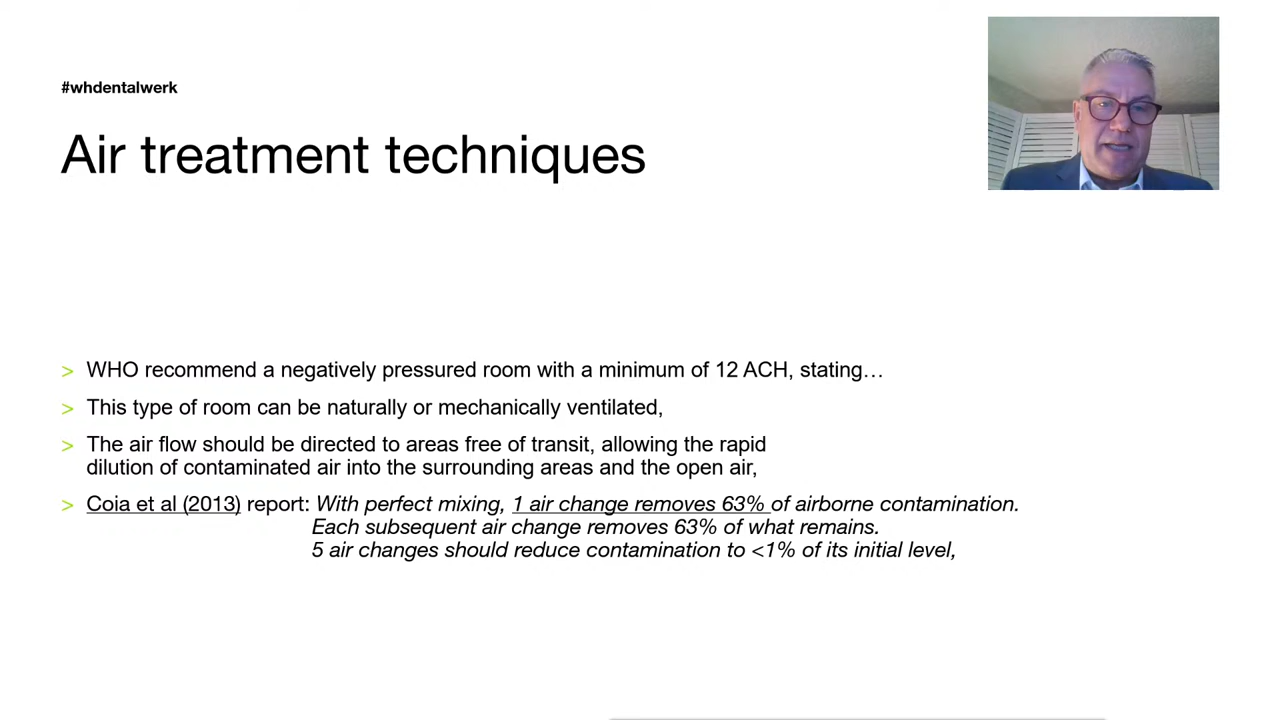 #whdentalwerk
Air treatment techniques
> WHO recommend a negatively pressured room with a minimum of 12 ACH, stating…
> This type of room can be naturally or mechanically ventilated,
> The air flow should be directed to areas free of transit, allowing the rapid
dilution of contaminated air into the surrounding areas and the open air,
> Coia et al (2013) report: With perfect mixing, 1 air change removes 63% of airborne contamination.
Each subsequent air change removes 63% of what remains.
5 air changes should reduce contamination to <1% of its initial level,